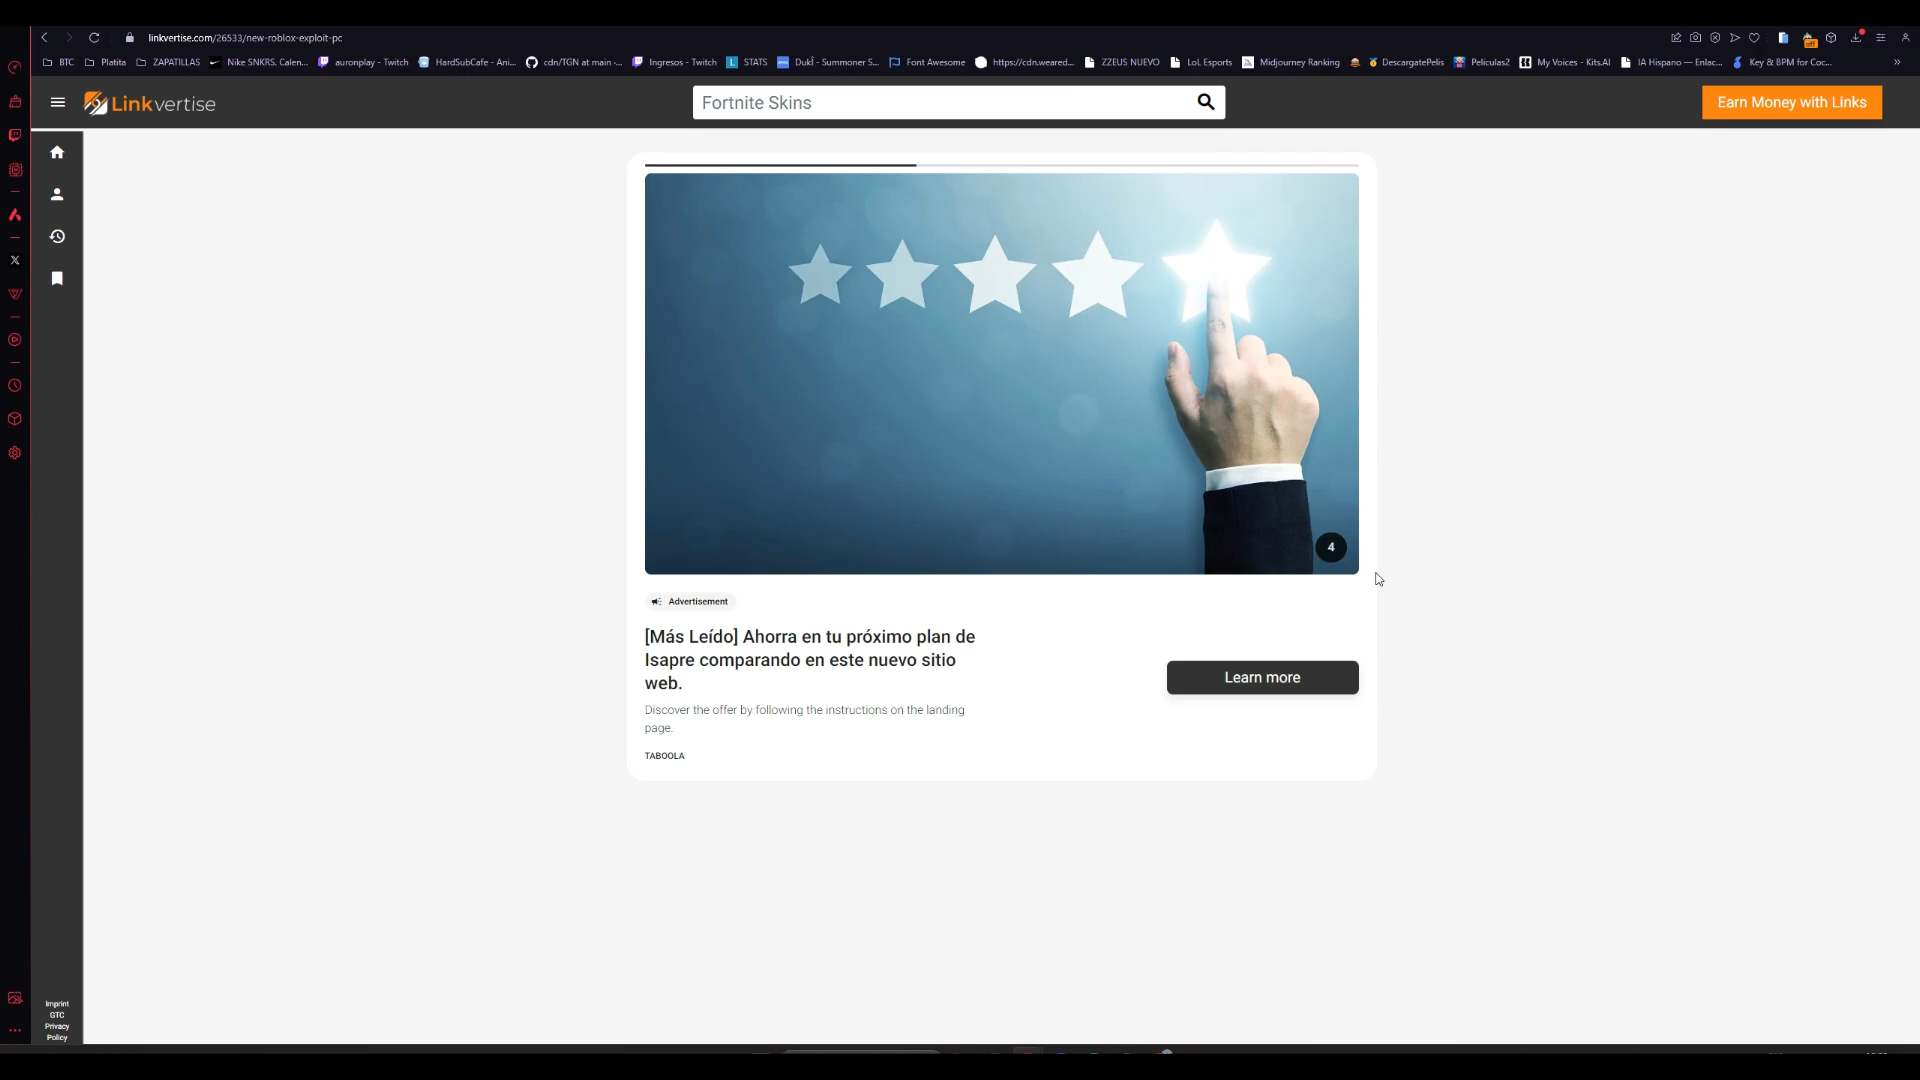 linkvertise.com/26533/new-roblox-exploit-pc
off
BTC
Platita
ZAPATILLAS
Nike SNKRS. Calen...
auronplay - Twitch
HardSubCafe - Ani...
cdn/TGN at main -...
Ingresos - Twitch
STATS
Duki - Summoner S...
Font Awesome
https://cdn.weared...
ZZEUS NUEVO
LoL Esports
Midjourney Ranking
DescargatePelis
Peliculas2
My Voices - Kits.AI
IA Hispano — Enlac...
Key & BPM for Coc...
»
Linkvertise
Fortnite Skins
Earn Money with Links
4
Advertisement
[Más Leído] Ahorra en tu próximo plan de
Isapre comparando en este nuevo sitio
web.
Learn more
Discover the offer by following the instructions on the landing
page.
TABOOLA
Imprint
GTC
Privacy
Policy